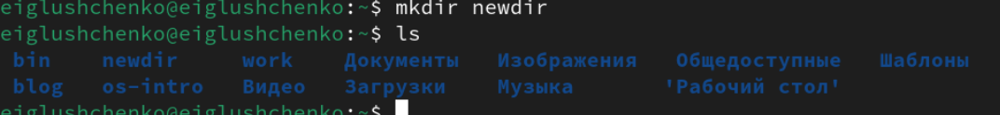 eiglushchenko@eiglushchenko:~$ mkdir newdir
eiglushchenko@eiglushchenko:~$ ls
bin newdir work Документы Изображения Общедоступные Шаблоны
blog os-intro Видео Загрузки Музыка 'Рабочий стол'
eiglushchenko@eiglushchenko:~$